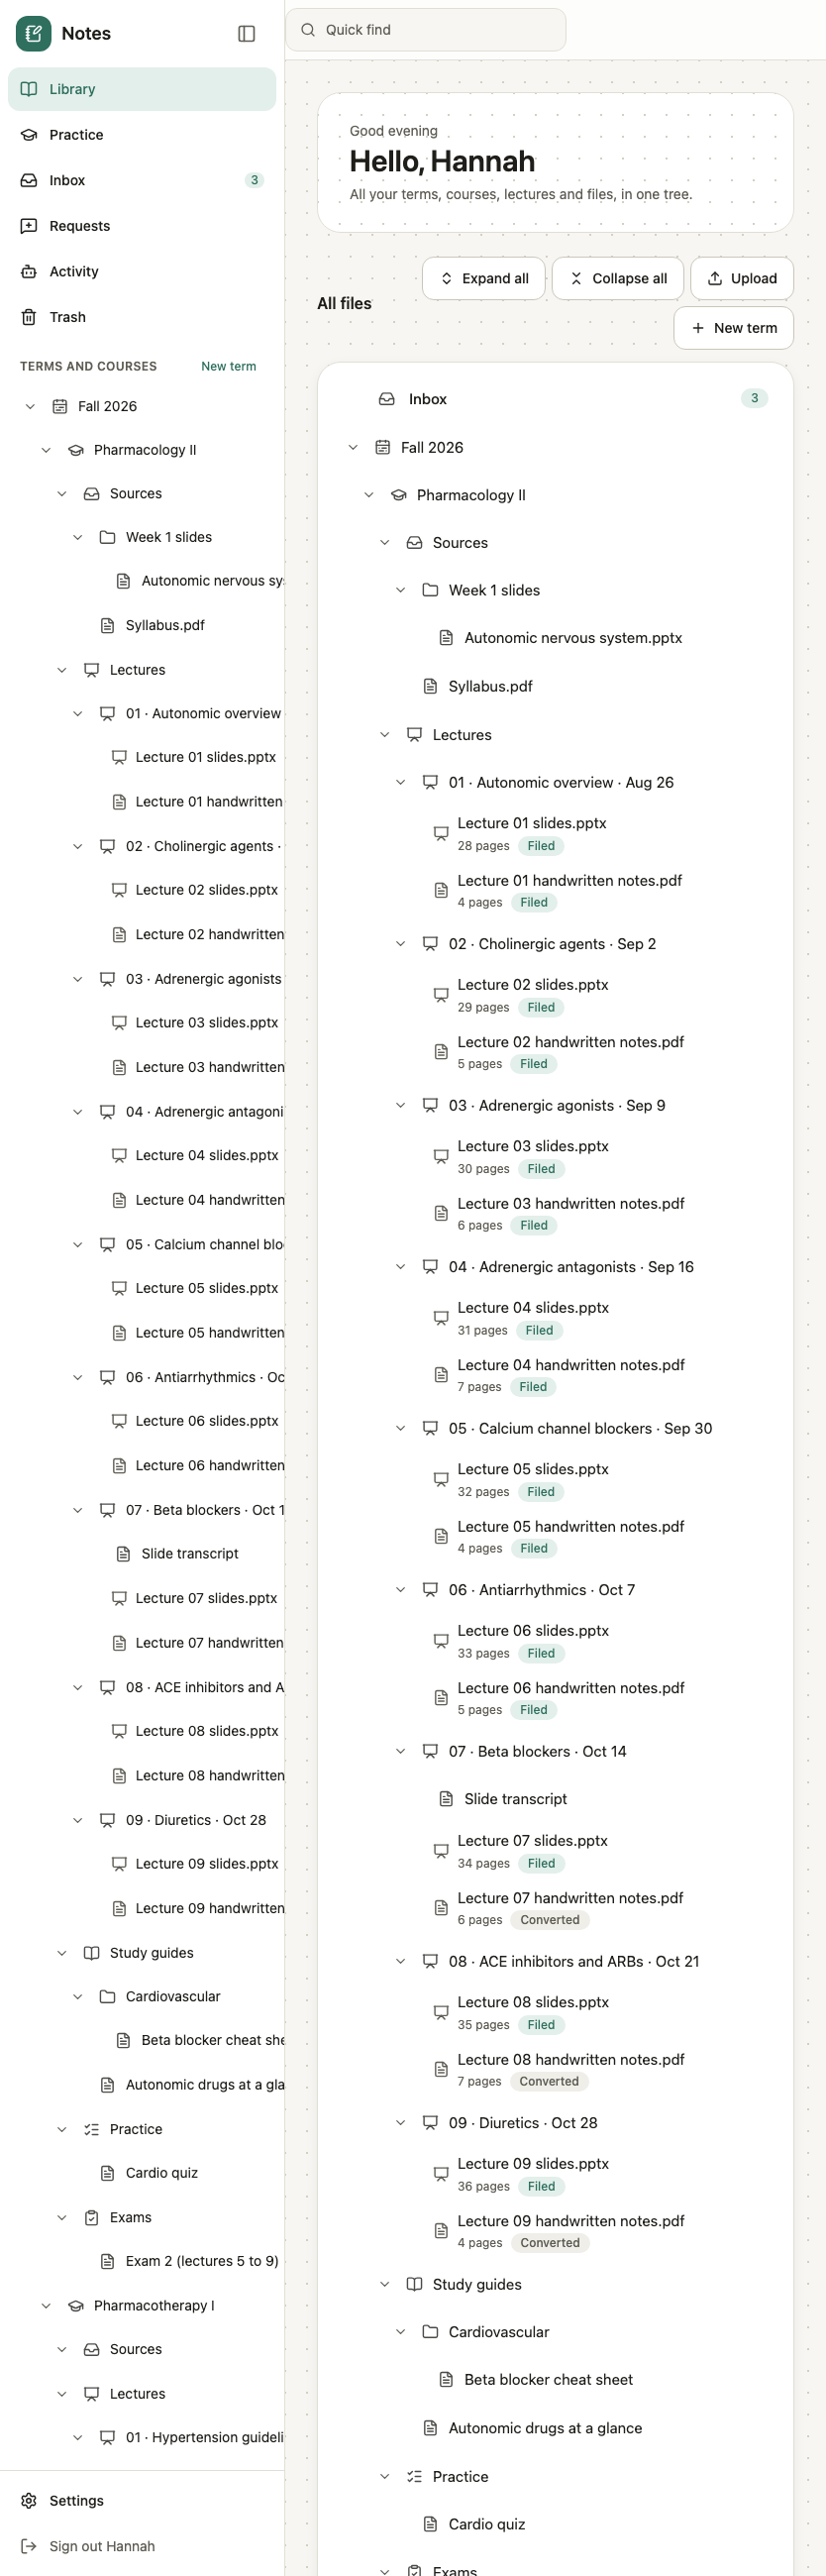 Notes
Library
Practice
Inbox 3
Requests
Activity
Trash
TERMS AND COURSES New term
Fall 2026
Pharmacology II
Sources
Week 1 slides
Autonomic nervous sy
Syllabus.pdf
Lectures
01 · Autonomic overview
Lecture 01 slides.pptx
Lecture 01 handwritten
02 · Cholinergic agents ·
Lecture 02 slides.pptx
Lecture 02 handwritten
03 · Adrenergic agonists
Lecture 03 slides.pptx
Lecture 03 handwritten
04 · Adrenergic antagoni
Lecture 04 slides.pptx
Lecture 04 handwritten
05 · Calcium channel blo
Lecture 05 slides.pptx
Lecture 05 handwritten
06 · Antiarrhythmics · Oc
Lecture 06 slides.pptx
Lecture 06 handwritten
07 · Beta blockers · Oct 1
Slide transcript
Lecture 07 slides.pptx
Lecture 07 handwritten
08 · ACE inhibitors and A
Lecture 08 slides.pptx
Lecture 08 handwritten
09 · Diuretics · Oct 28
Lecture 09 slides.pptx
Lecture 09 handwritten
Study guides
Cardiovascular
Beta blocker cheat she
Autonomic drugs at a gla
Practice
Cardio quiz
Exams
Exam 2 (lectures 5 to 9)
Pharmacotherapy I
Sources
Lectures
01 · Hypertension guideli
Settings
Sign out Hannah
Quick find
Good evening
Hello, Hannah
All your terms, courses, lectures and files, in one tree.
All files
Expand all
Collapse all
Upload
New term
Inbox 3
Fall 2026
Pharmacology II
Sources
Week 1 slides
Autonomic nervous system.pptx
Syllabus.pdf
Lectures
01 · Autonomic overview · Aug 26
Lecture 01 slides.pptx
28 pages Filed
Lecture 01 handwritten notes.pdf
4 pages Filed
02 · Cholinergic agents · Sep 2
Lecture 02 slides.pptx
29 pages Filed
Lecture 02 handwritten notes.pdf
5 pages Filed
03 · Adrenergic agonists · Sep 9
Lecture 03 slides.pptx
30 pages Filed
Lecture 03 handwritten notes.pdf
6 pages Filed
04 · Adrenergic antagonists · Sep 16
Lecture 04 slides.pptx
31 pages Filed
Lecture 04 handwritten notes.pdf
7 pages Filed
05 · Calcium channel blockers · Sep 30
Lecture 05 slides.pptx
32 pages Filed
Lecture 05 handwritten notes.pdf
4 pages Filed
06 · Antiarrhythmics · Oct 7
Lecture 06 slides.pptx
33 pages Filed
Lecture 06 handwritten notes.pdf
5 pages Filed
07 · Beta blockers · Oct 14
Slide transcript
Lecture 07 slides.pptx
34 pages Filed
Lecture 07 handwritten notes.pdf
6 pages Converted
08 · ACE inhibitors and ARBs · Oct 21
Lecture 08 slides.pptx
35 pages Filed
Lecture 08 handwritten notes.pdf
7 pages Converted
09 · Diuretics · Oct 28
Lecture 09 slides.pptx
36 pages Filed
Lecture 09 handwritten notes.pdf
4 pages Converted
Study guides
Cardiovascular
Beta blocker cheat sheet
Autonomic drugs at a glance
Practice
Cardio quiz
Exams